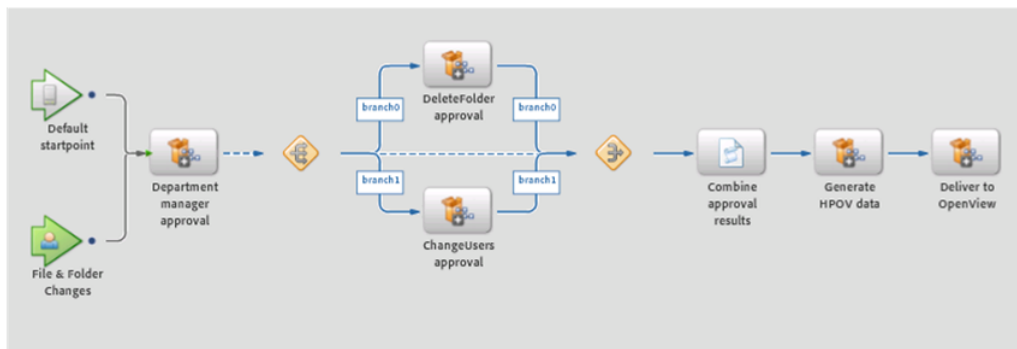 Default
startpoint
File & Folder
Changes
Department
manager
approval
branch0
branch1
DeleteFolder
approval
ChangeUsers
approval
branch0
branch1
Combine
approval
results
Generate
HPOV data
Deliver to
OpenView